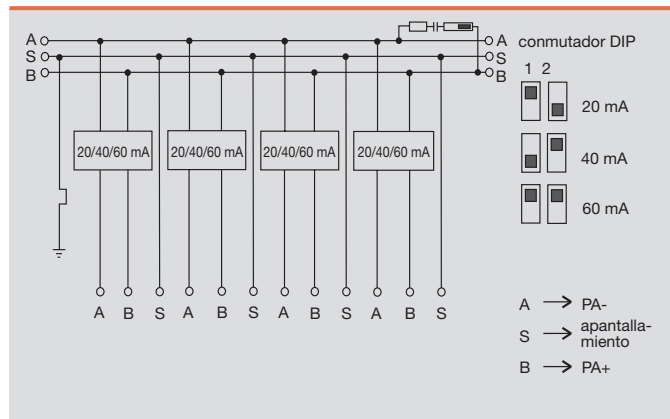 A A conmutador DIP
S S
B B 1 2
20 mA
20/40/60 mA 20/40/60 mA 20/40/60 mA 20/40/60 mA
40 mA
60 mA
A B S A B S A B S A B S
A → PA-
S → apantalla-
miento
B → PA+